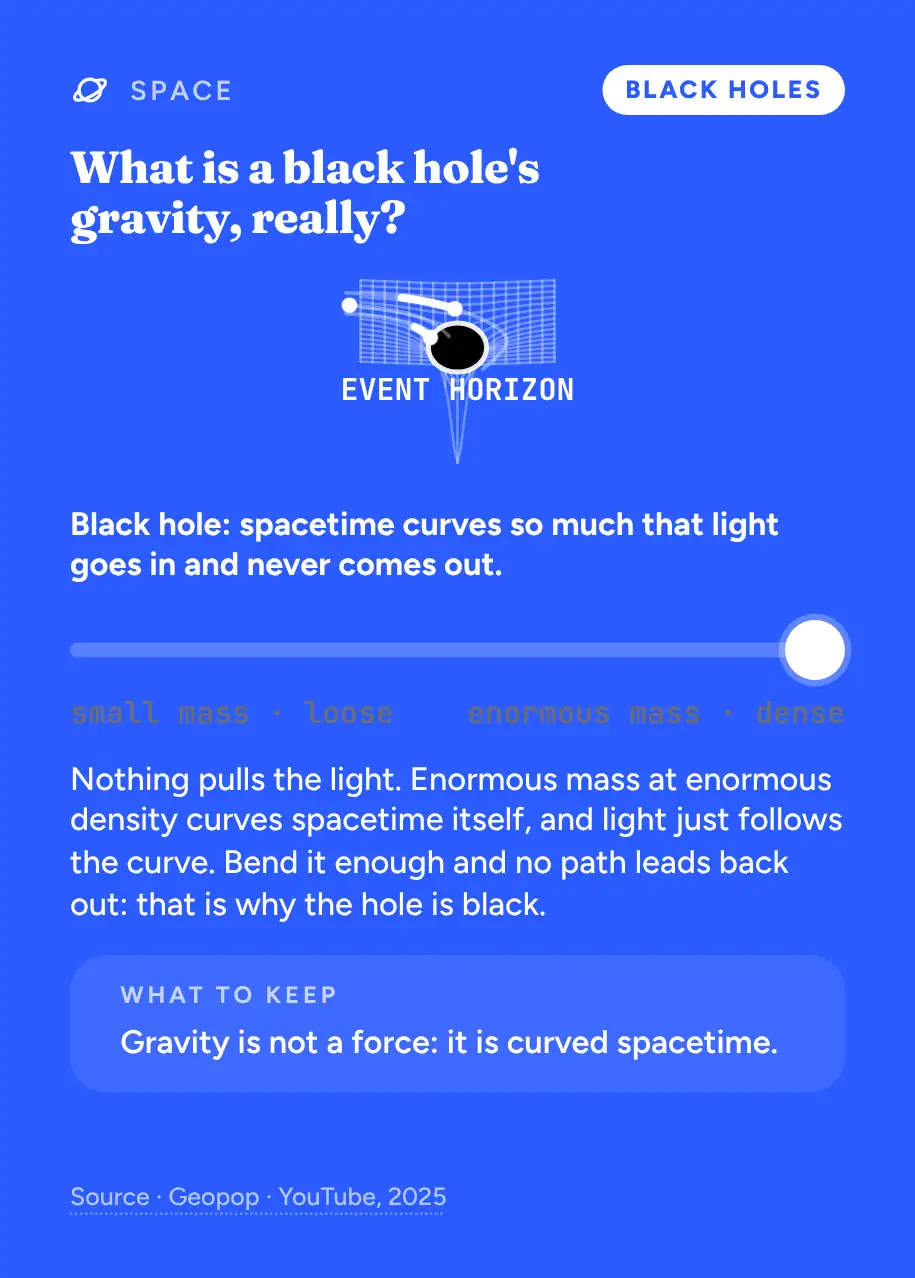 SPACE
BLACK HOLES
What is a black hole's
gravity, really?
EVENT HORIZON
Black hole: spacetime curves so much that light
goes in and never comes out.
small mass · loose
enormous mass · dense
Nothing pulls the light. Enormous mass at enormous
density curves spacetime itself, and light just follows
the curve. Bend it enough and no path leads back
out: that is why the hole is black.
WHAT TO KEEP
Gravity is not a force: it is curved spacetime.
Source · Geopop · YouTube, 2025